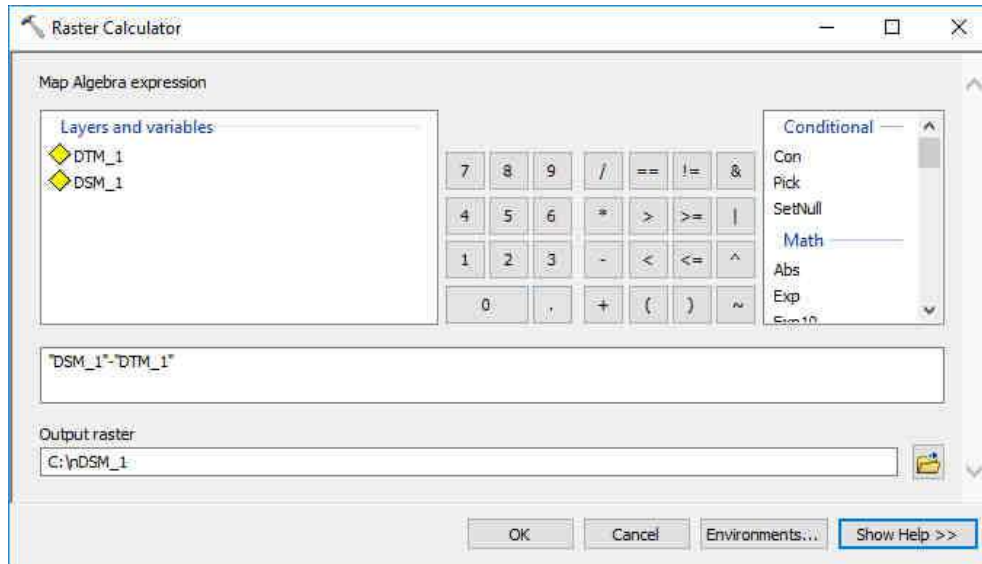 Raster Calculator
Map Algebra expression
Layers and variables
DTM_1
DSM_1
7 8 9 / == != &
4 5 6 * > >= |
1 2 3 - < <= ^
0 . + ( ) ~
Conditional
Con
Pick
SetNull
Math
Abs
Exp
Exp10
"DSM_1"-"DTM_1"
Output raster
C:\nDSM_1
OK Cancel Environments... Show Help >>